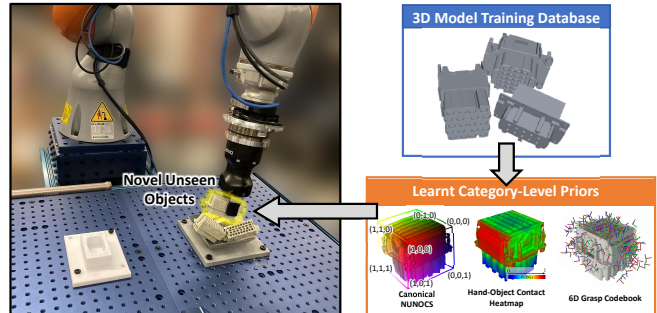 3D Model Training Database
Novel Unseen
Objects
Learnt Category-Level Priors
(0,1,0)
(0,0,0)
(1,1,0)
(1,0,0)
(1,1,1)
(0,0,1)
(1,0,1)
Canonical
NUNOCS
Hand-Object Contact
Heatmap
6D Grasp Codebook